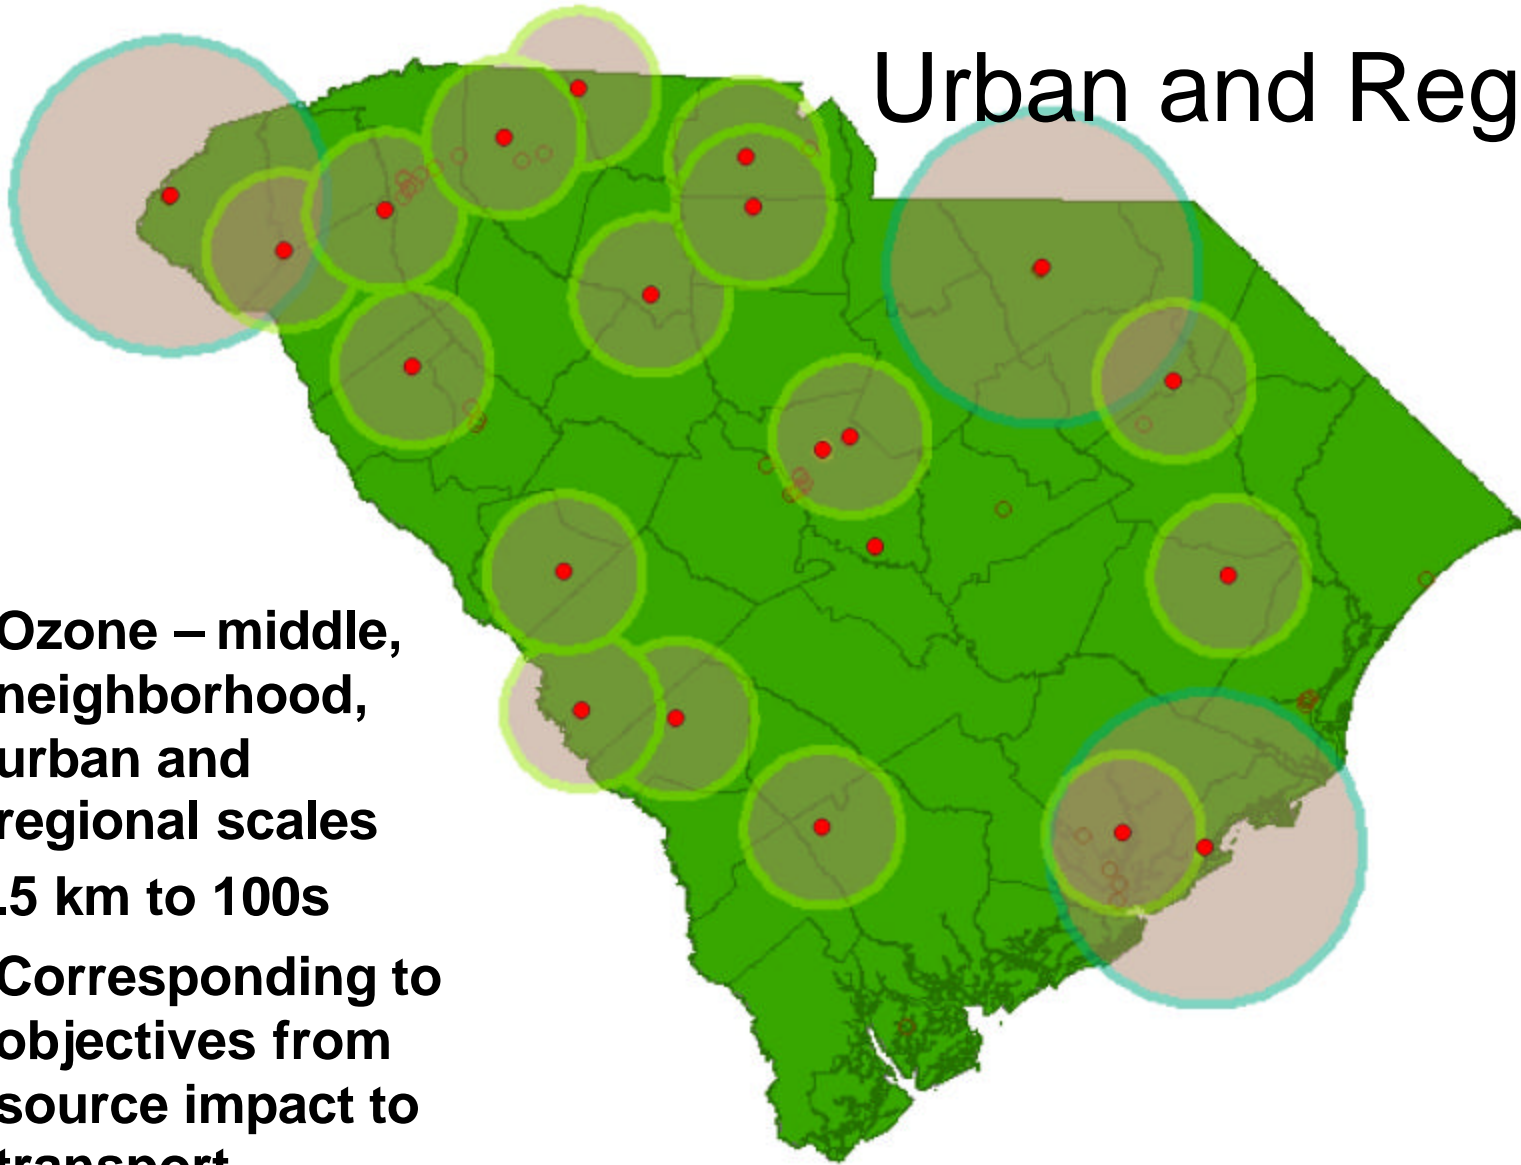 Urban and Reg
Ozone – middle,
neighborhood,
urban and
regional scales
.5 km to 100s
Corresponding to
objectives from
source impact to
transport